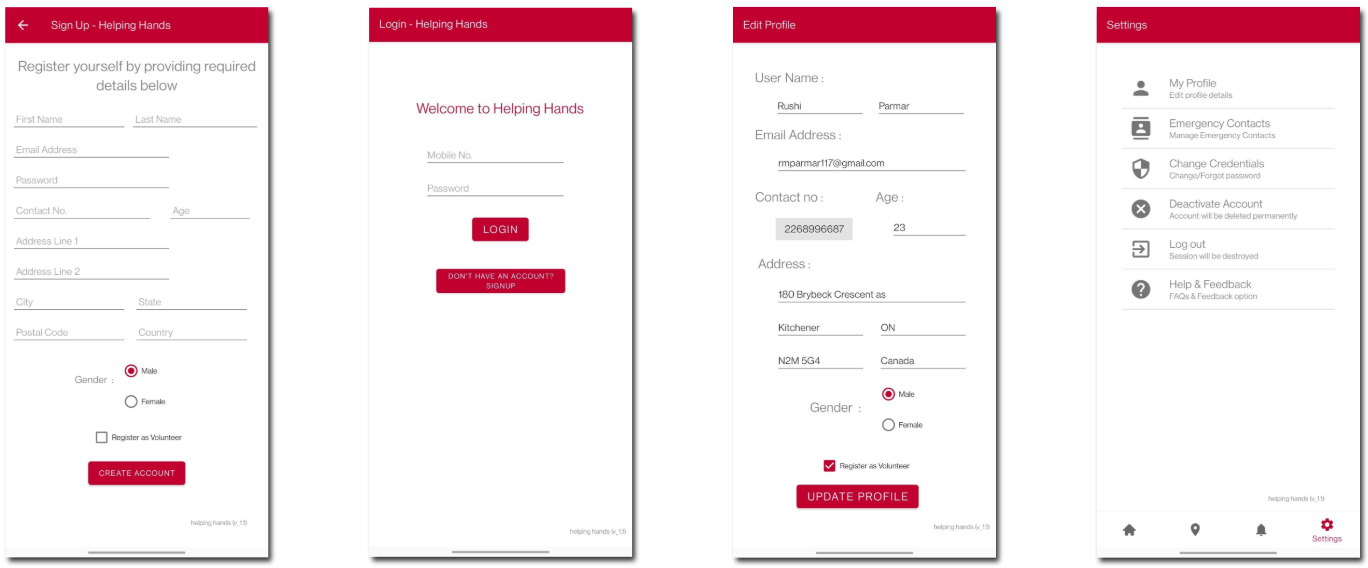 Sign Up - Helping Hands
Register yourself by providing required
details below
First Name
Last Name
Email Address
Password
Contact No.
Age
Address Line 1
Address Line 2
City
State
Postal Code
Country
Gender :
Male
Female
Register as Volunteer
CREATE ACCOUNT
helping hands (v_1.1)
Login - Helping Hands
Welcome to Helping Hands
Mobile No.
Password
LOGIN
DON'T HAVE AN ACCOUNT?
SIGNUP
helping hands (v_1.1)
Edit Profile
User Name :
Rushi
Parmar
Email Address :
rmparmar117@gmail.com
Contact no :
Age :
2268996687
23
Address :
180 Brybeck Crescent as
Kitchener
ON
N2M 5G4
Canada
Gender :
Male
Female
Register as Volunteer
UPDATE PROFILE
helping hands (v_1.1)
Settings
My Profile
Edit profile details
Emergency Contacts
Manage Emergency Contacts
Change Credentials
Change/Forgot password
Deactivate Account
Account will be deleted permanently
Log out
Session will be destroyed
Help & Feedback
FAQs & Feedback option
helping hands (v_1.1)
Settings